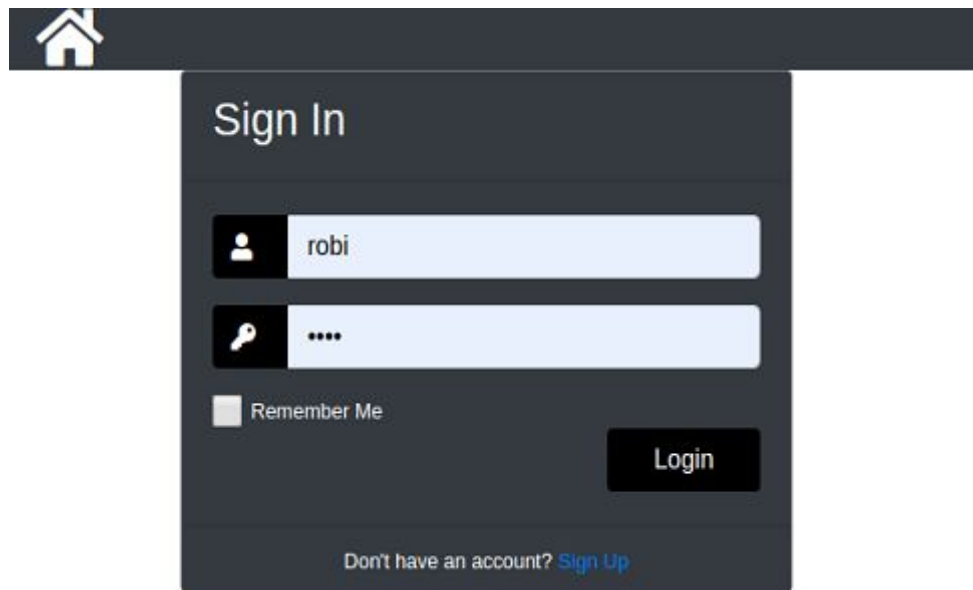 Sign In
robi
••••
Remember Me
Login
Don't have an account? Sign Up